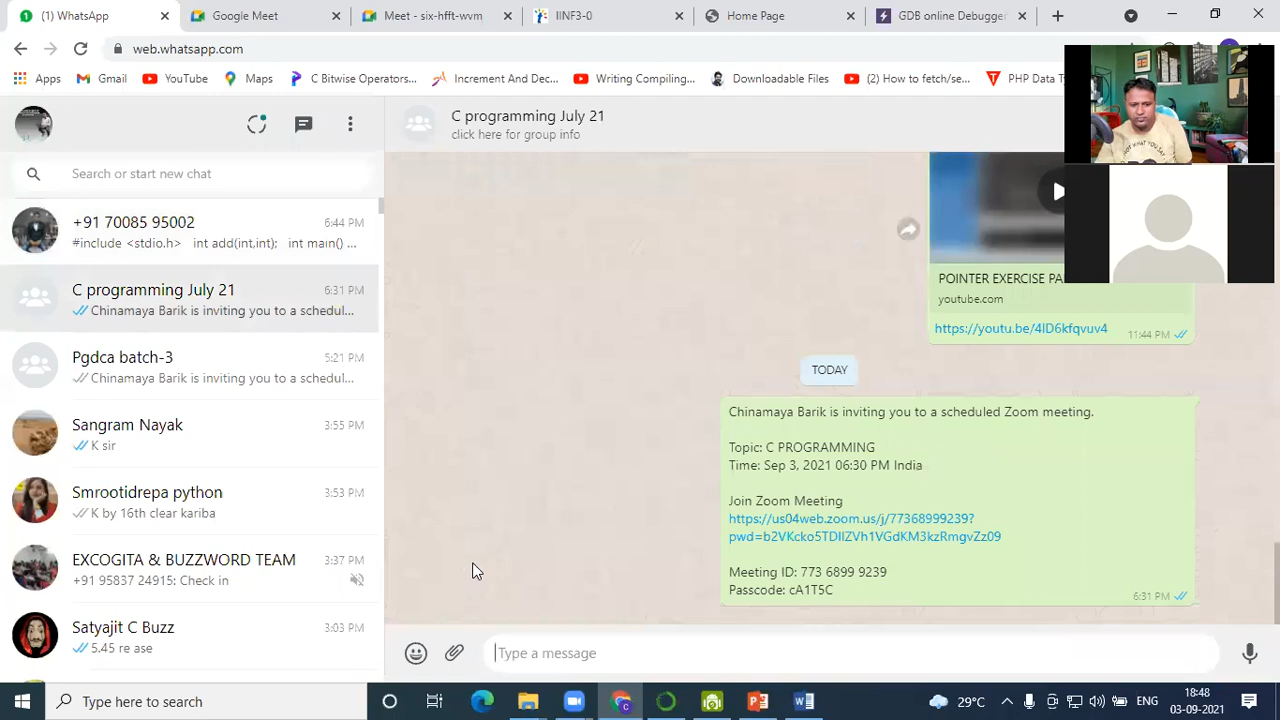 (1) WhatsApp
Google Meet
Meet - six-hfft-wvm
IINF3-0
Home Page
GDB online Debugger
web.whatsapp.com
Apps
Gmail
YouTube
Maps
C Bitwise Operators...
Increment And Dec...
Writing Compiling...
Downloadable Files
(2) How to fetch/se...
PHP Data T
C programming July 21
click here for group info
Search or start new chat
+91 70085 95002
6:44 PM
#include <stdio.h> int add(int,int); int main() ...
C programming July 21
6:31 PM
Chinamaya Barik is inviting you to a schedul...
Pgdca batch-3
5:21 PM
Chinamaya Barik is inviting you to a schedul...
Sangram Nayak
3:55 PM
K sir
Smrootidrepa python
3:53 PM
K by 16th clear kariba
EXCOGITA & BUZZWORD TEAM
3:37 PM
+91 95837 24915: Check in
Satyajit C Buzz
3:03 PM
5.45 re ase
POINTER EXERCISE PA
youtube.com
https://youtu.be/4lD6kfqvuv4
11:44 PM
TODAY
Chinamaya Barik is inviting you to a scheduled Zoom meeting.
Topic: C PROGRAMMING
Time: Sep 3, 2021 06:30 PM India
Join Zoom Meeting
https://us04web.zoom.us/j/77368999239?
pwd=b2VKcko5TDllZVh1VGdKM3kzRmgvZz09
Meeting ID: 773 6899 9239
Passcode: cA1T5C
6:31 PM
Type a message
NOT WHAT YOU SAY
Type here to search
29°C
ENG
18:48
03-09-2021